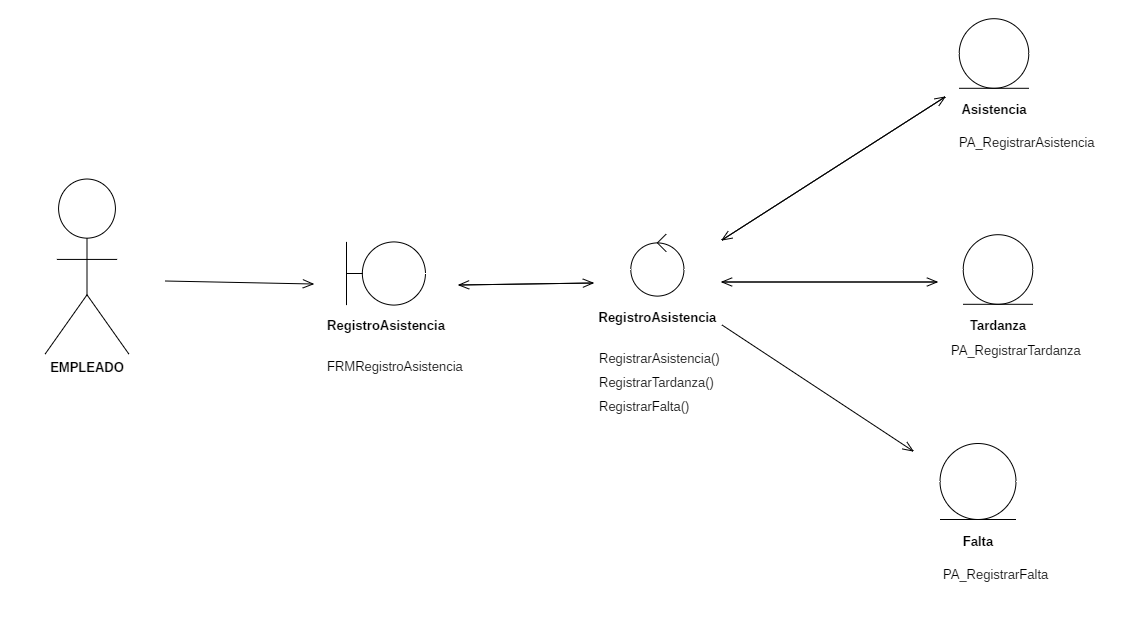 EMPLEADO
RegistroAsistencia
FRMRegistroAsistencia
RegistroAsistencia
RegistrarAsistencia()
RegistrarTardanza()
RegistrarFalta()
Asistencia
PA_RegistrarAsistencia
Tardanza
PA_RegistrarTardanza
Falta
PA_RegistrarFalta